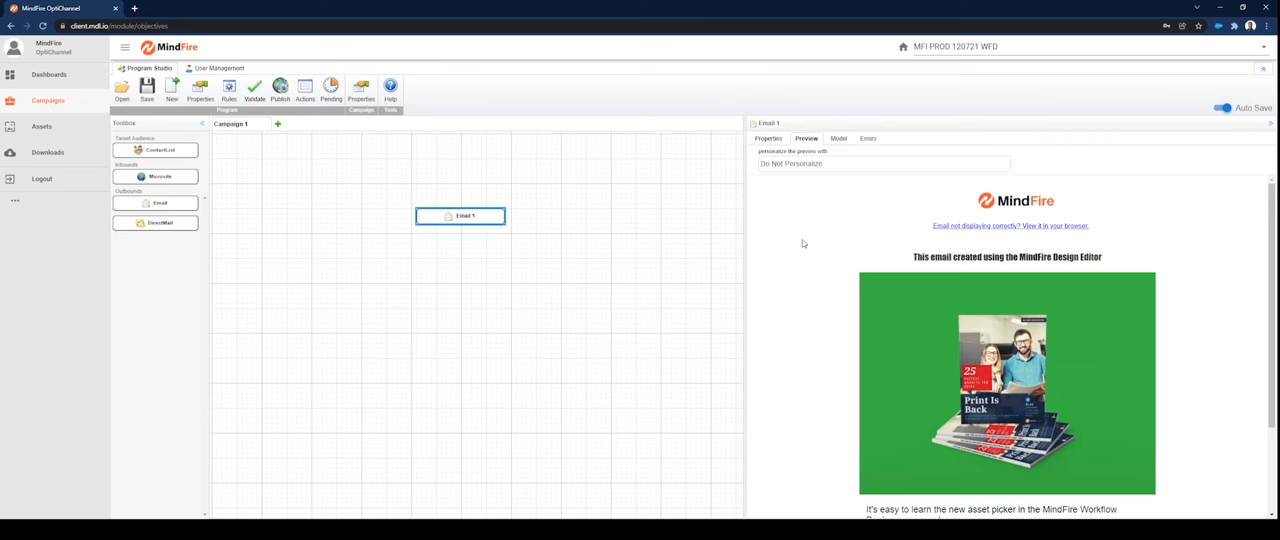 MindFire OptiChannel
client.mdl.io/module/objectives
MindFire
OptiChannel
Dashboards
Campaigns
Assets
Downloads
Logout
MindFire
MFI PROD 120721 WFD
Program Studio
User Management
Open
Save
New
Properties
Rules
Validate
Publish
Actions
Pending
Properties
Help
Program
Campaign
Tools
Auto Save
Toolbox
Target Audience
ContactList
Inbounds
Microsite
Outbounds
Email
DirectMail
Campaign 1
Email 1
Email 1
Properties
Preview
Model
Errors
personalize the preview with
Do Not Personalize
MindFire
Email not displaying correctly? View it in your browser.
This email created using the MindFire Design Editor
25
Print Is
Back
It's easy to learn the new asset picker in the MindFire Workflow